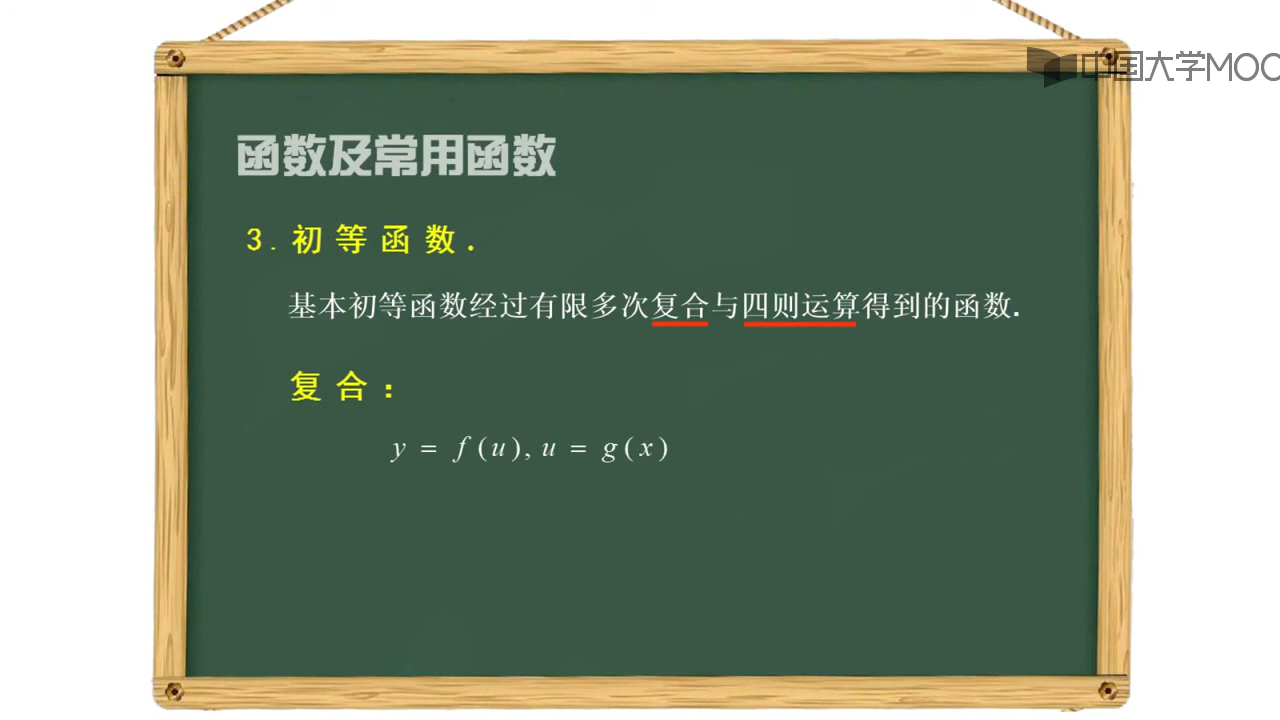 中国大学MOO
函数及常用函数
3.初等函数.
基本初等函数经过有限多次复合与四则运算得到的函数.
复合:
y = f(u), u = g(x)